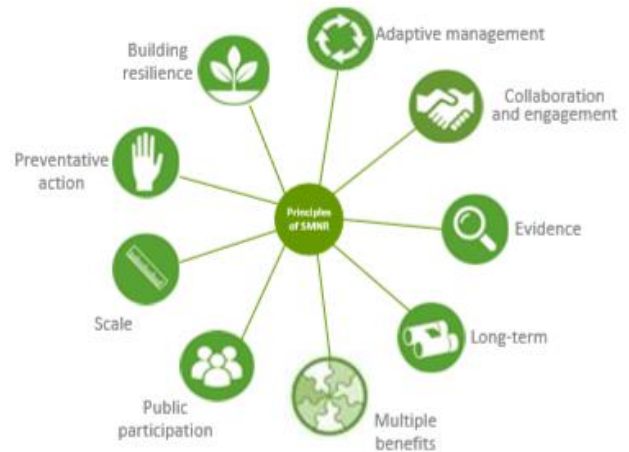 Adaptive management
Building
resilience
Collaboration
and engagement
Preventative
action
Principles
of SMNR
Evidence
Scale
Long-term
Public
participation
Multiple
benefits